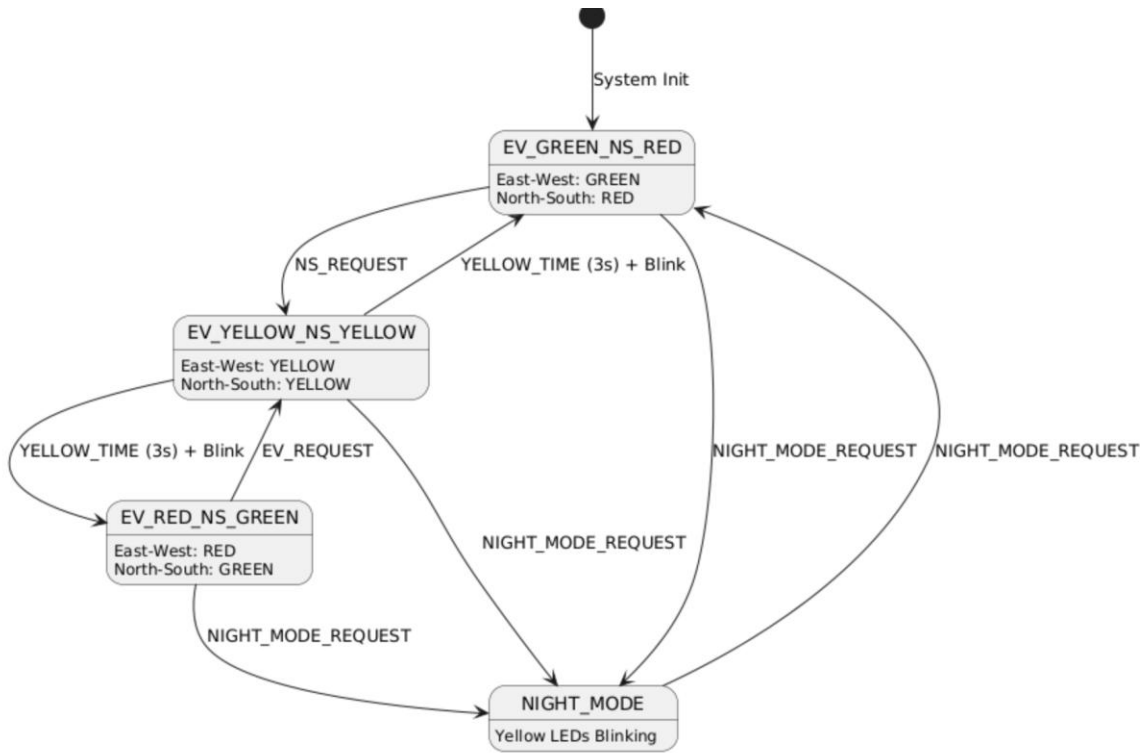 System Init
EV_GREEN_NS_RED
East-West: GREEN
North-South: RED
NS_REQUEST
YELLOW_TIME (3s) + Blink
EV_YELLOW_NS_YELLOW
East-West: YELLOW
North-South: YELLOW
YELLOW_TIME (3s) + Blink
EV_REQUEST
NIGHT_MODE_REQUEST
NIGHT_MODE_REQUEST
EV_RED_NS_GREEN
East-West: RED
North-South: GREEN
NIGHT_MODE_REQUEST
NIGHT_MODE_REQUEST
NIGHT_MODE
Yellow LEDs Blinking